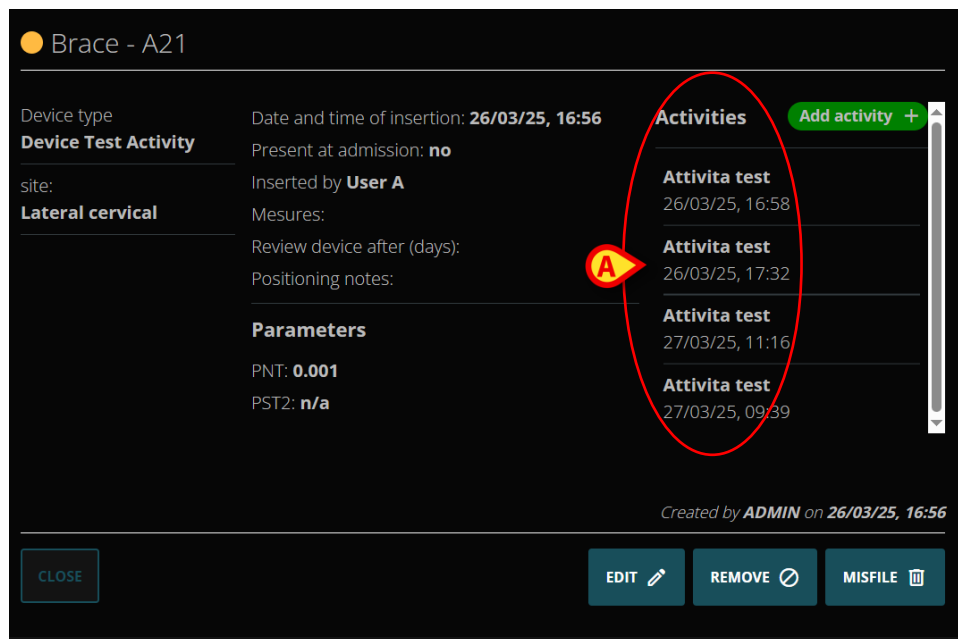 Brace - A21
Device type
Device Test Activity
site:
Lateral cervical
Date and time of insertion: 26/03/25, 16:56
Present at admission: no
Inserted by User A
Mesures:
Review device after (days):
Positioning notes:
Parameters
PNT: 0.001
PST2: n/a
Activities
Add activity +
Attivita test
26/03/25, 16:58
Attivita test
26/03/25, 17:32
A
Attivita test
27/03/25, 11:16
Attivita test
27/03/25, 09:39
Created by ADMIN on 26/03/25, 16:56
CLOSE
EDIT
REMOVE
MISFILE